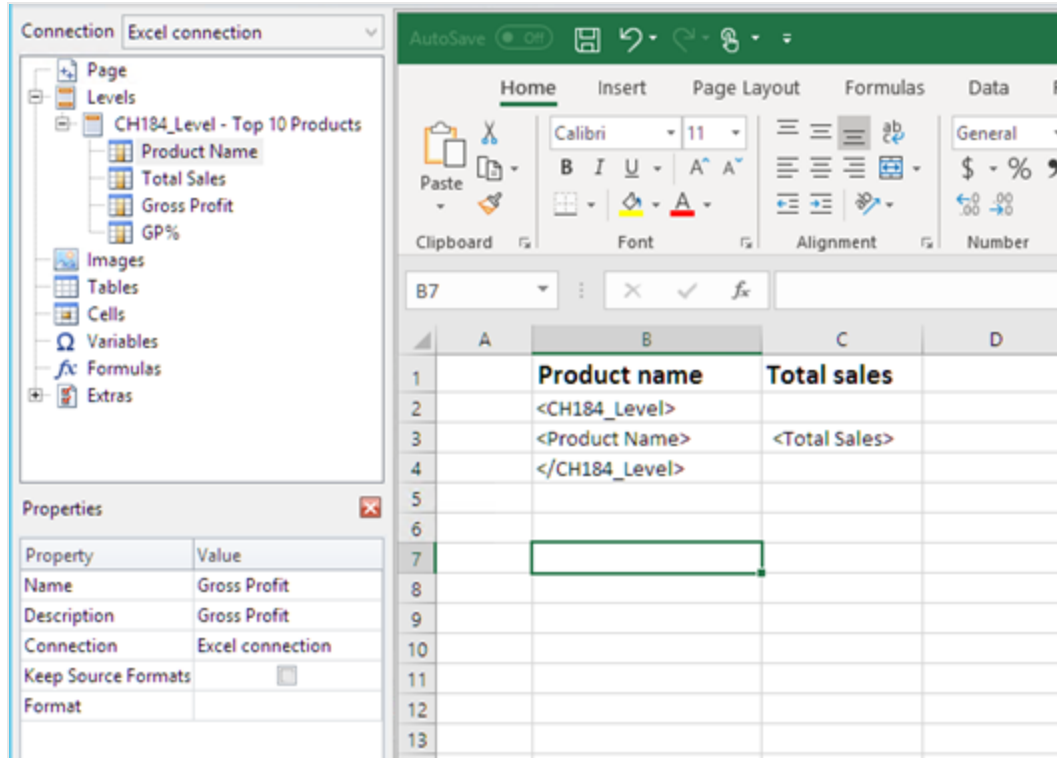 Connection Excel connection
Page
Levels
CH184_Level - Top 10 Products
Product Name
Total Sales
Gross Profit
GP%
Images
Tables
Cells
Ω Variables
fx Formulas
Extras
Properties
Property Value
Name Gross Profit
Description Gross Profit
Connection Excel connection
Keep Source Formats
Format
AutoSave Off
Home Insert Page Layout Formulas Data
Calibri 11 General
Paste B I U A A $ % 9
A .00 .00
Clipboard Font Alignment Number
B7 fx
A B C D
1 Product name Total sales
2 <CH184_Level>
3 <Product Name> <Total Sales>
4 </CH184_Level>
5
6
7
8
9
10
11
12
13